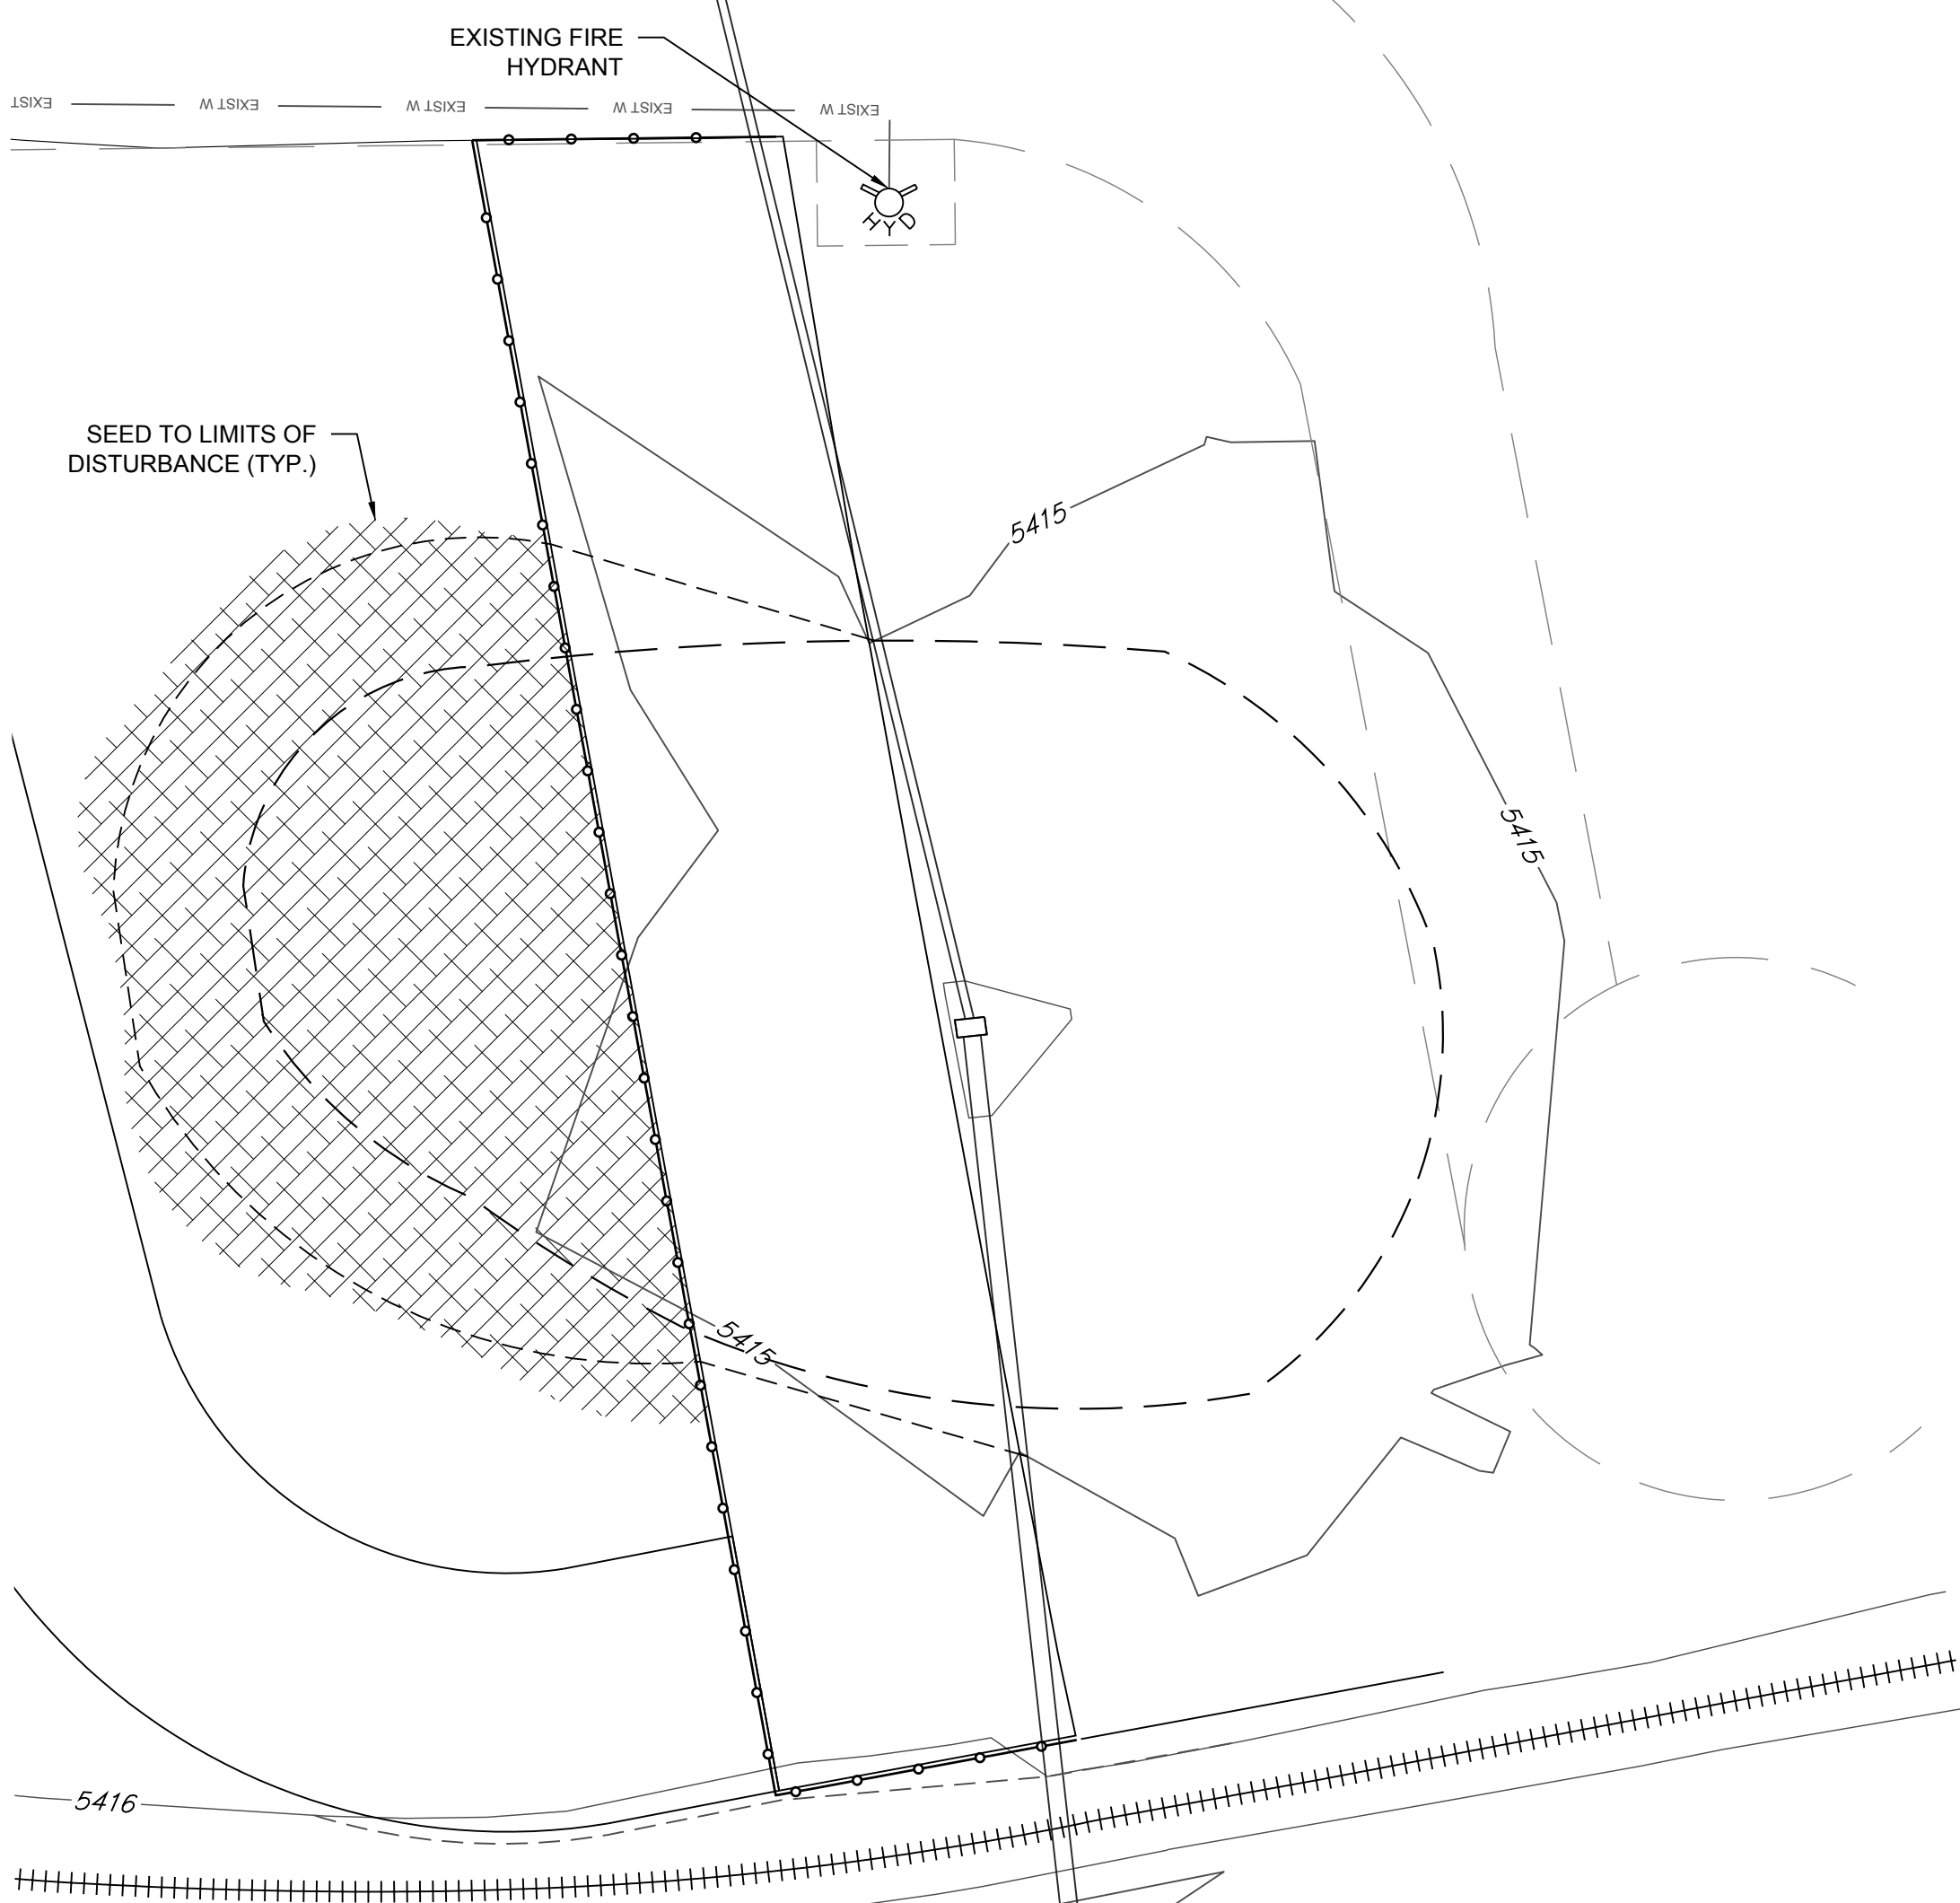 EXISTING FIRE
HYDRANT
EXIST
EXIST W
EXIST W
EXIST W
EXIST W
HYD
SEED TO LIMITS OF
DISTURBANCE (TYP.)
5415
5415
5415
5416